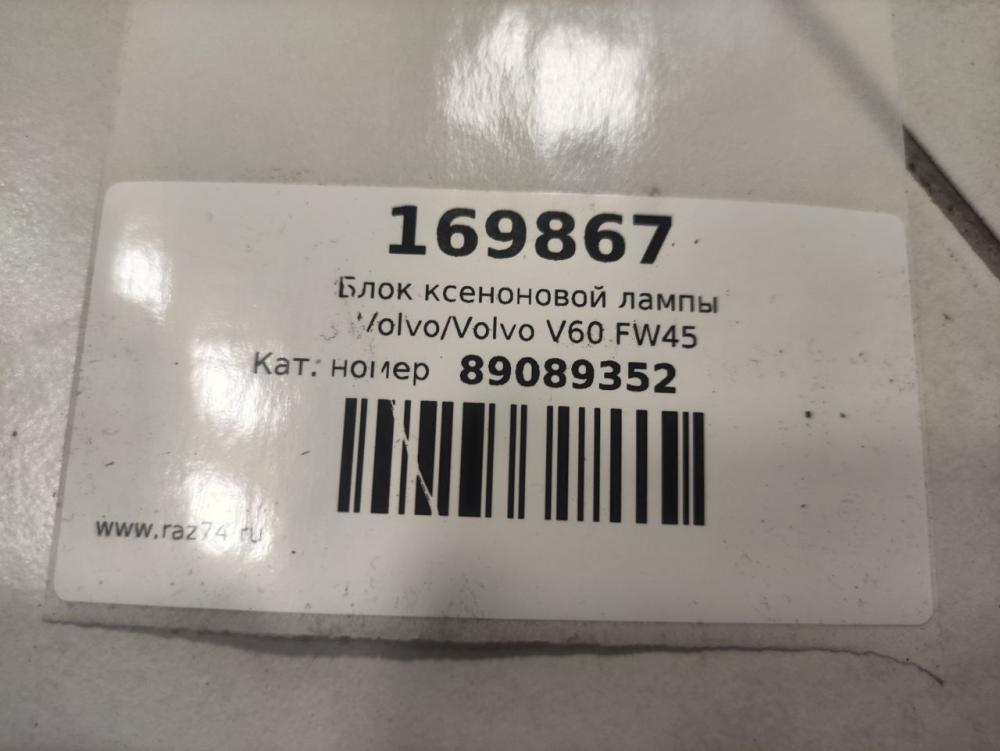 169867
Блок ксеноновой лампы
Volvo/Volvo V60 FW45
Кат. номер 89089352
www.raz74.ru